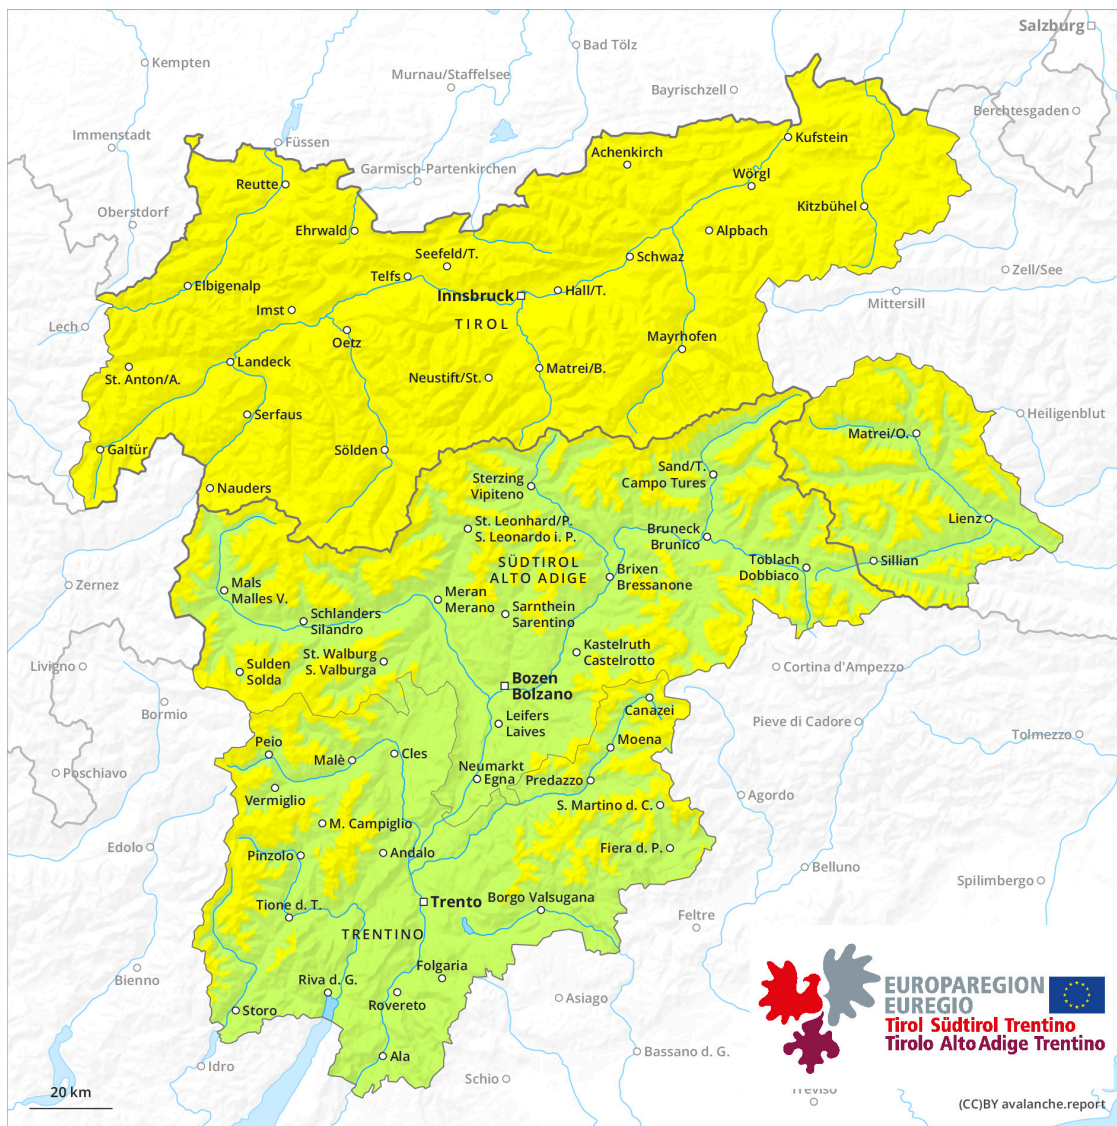 Salzburg
Bad Tölz
Kempten
Murnau/Staffelsee
Bayrischzell
Berchtesgaden
Immenstadt
Füssen
Kufstein
Achenkirch
Garmisch-Partenkirchen
Wörgl
Reutte
Oberstdorf
Kitzbühel
Ehrwald
Alpbach
Seefeld/T.
Schwaz
Zell/See
Telfs
Elbigenalp
Hall/T.
Innsbruck
Mittersill
Imst
TIROL
Lech
Oetz
Mayrhofen
Landeck
Matrei/B.
St. Anton/A.
Neustift/St.
Serfaus
Heiligenblut
Matrei/O.
Galtür
Sölden
Sterzing
Vipiteno
Sand/T.
Campo Tures
Nauders
Lienz
St. Leonhard/P.
S. Leonardo i. P.
Bruneck
Brunico
SÜDTIROL
ALTO ADIGE
Toblach
Dobbiaco
Sillian
Brixen
Bressanone
Zernez
Mals
Malles V.
Meran
Merano
Sarnthein
Sarentino
Schlanders
Silandro
Kastelruth
Castelrotto
St. Walburg
S. Valburga
Livigno
Sulden
Solda
Cortina d'Ampezzo
Bozen
Bolzano
Canazei
Bormio
Leifers
Laives
Pieve di Cadore
Tolmezzo
Peio
Moena
Cles
Malè
Neumarkt
Egna
Predazzo
Poschiavo
Vermiglio
Agordo
S. Martino d. C.
M. Campiglio
Edolo
Pinzolo
Andalo
Fiera d. P.
Belluno
Spilimbergo
Trento
Borgo Valsugana
Tione d. T.
Feltre
TRENTINO
Bienno
Folgaria
Riva d. G.
Rovereto
Asiago
Storo
EUROPAREGION
EUREGIO
Tirol Südtirol Trentino
Tirolo Alto Adige Trentino
Ala
Idro
Bassano d. G.
Schio
Treviso
20 km
(CC)BY avalanche.report